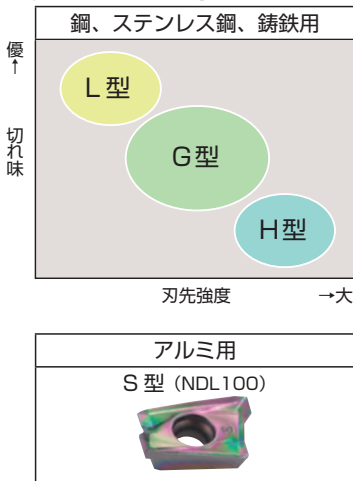 鋼、ステンレス鋼、鋳鉄用
優
↑
切れ味
L型
G型
H型
刃先強度 →大
アルミ用
S型（NDL100）
S